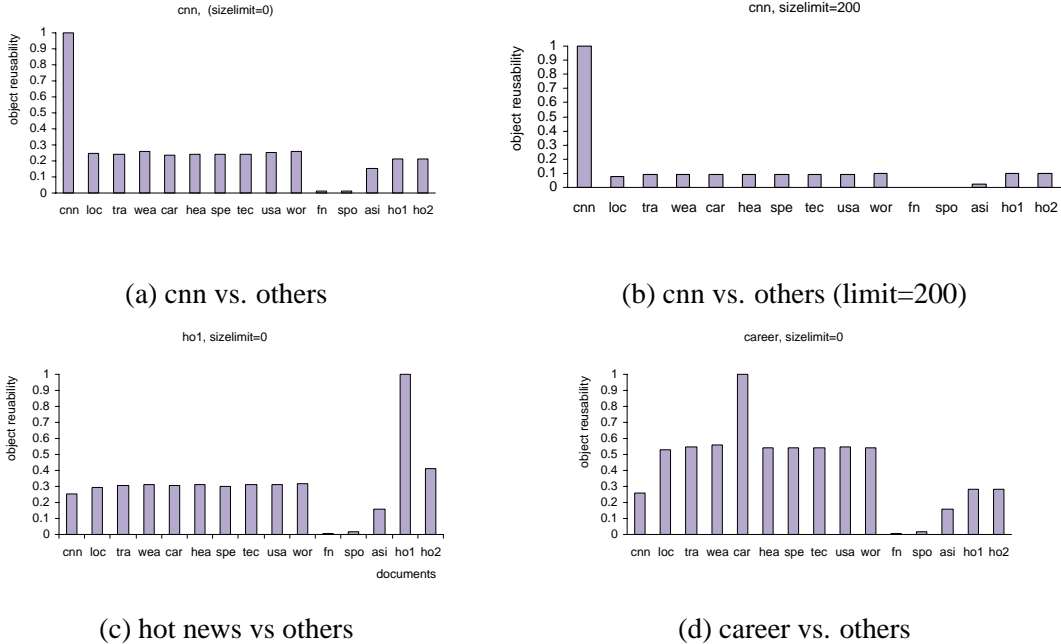 cnn, (sizelimit=0)
object reusability
1
0.9
0.8
0.7
0.6
0.5
0.4
0.3
0.2
0.1
0
cnn loc tra wea car hea spe tec usa wor fn spo asi ho1 ho2
(a) cnn vs. others
cnn, sizelimit=200
object reusability
1
0.9
0.8
0.7
0.6
0.5
0.4
0.3
0.2
0.1
0
cnn loc tra wea car hea spe tec usa wor fn spo asi ho1 ho2
(b) cnn vs. others (limit=200)
ho1, sizelimit=0
object reuability
1
0.9
0.8
0.7
0.6
0.5
0.4
0.3
0.2
0.1
0
cnn loc tra wea car hea spe tec usa wor fn spo asi ho1 ho2
documents
(c) hot news vs others
career, sizelimit=0
object reusability
1
0.9
0.8
0.7
0.6
0.5
0.4
0.3
0.2
0.1
0
cnn loc tra wea car hea spe tec usa wor fn spo asi ho1 ho2
(d) career vs. others